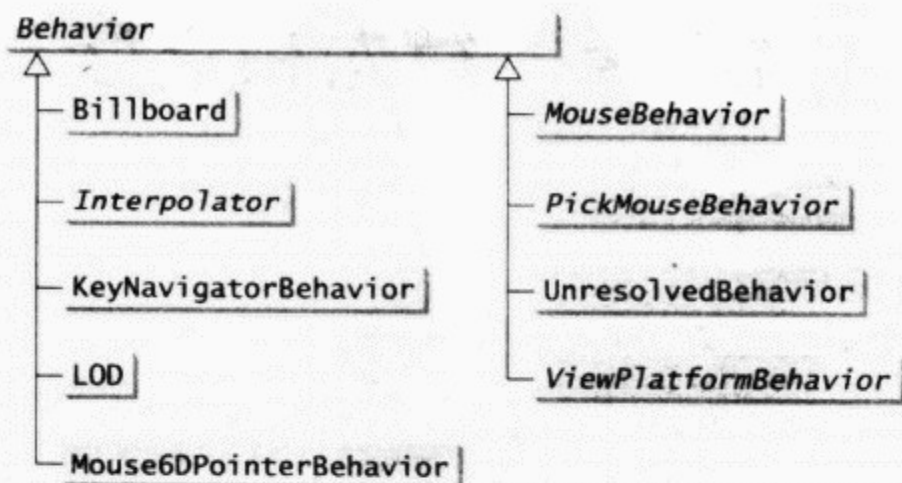 Behavior
Billboard
Interpolator
KeyNavigatorBehavior
LOD
Mouse6DPointerBehavior
MouseBehavior
PickMouseBehavior
UnresolvedBehavior
ViewPlatformBehavior